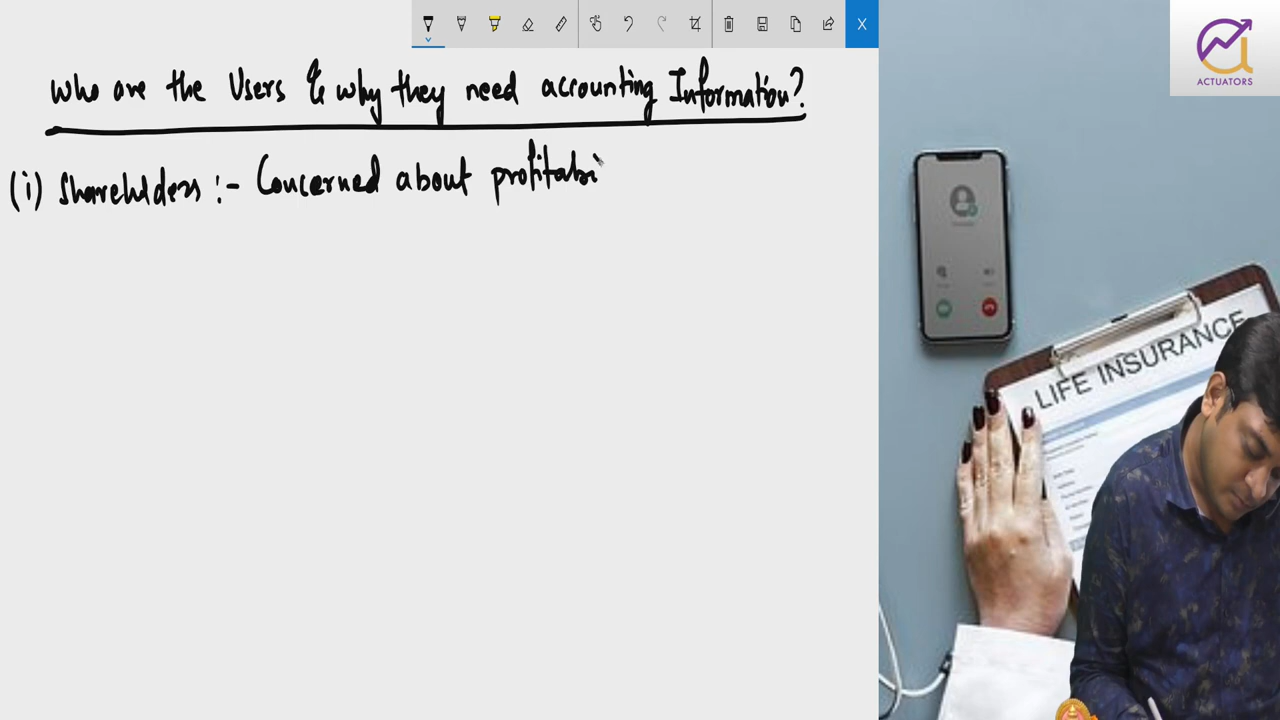 Who are the Users & why they need accounting Information?
(i) Shareholders :- Concerned about profitabi
ACTUATORS
LIFE INSURANCE